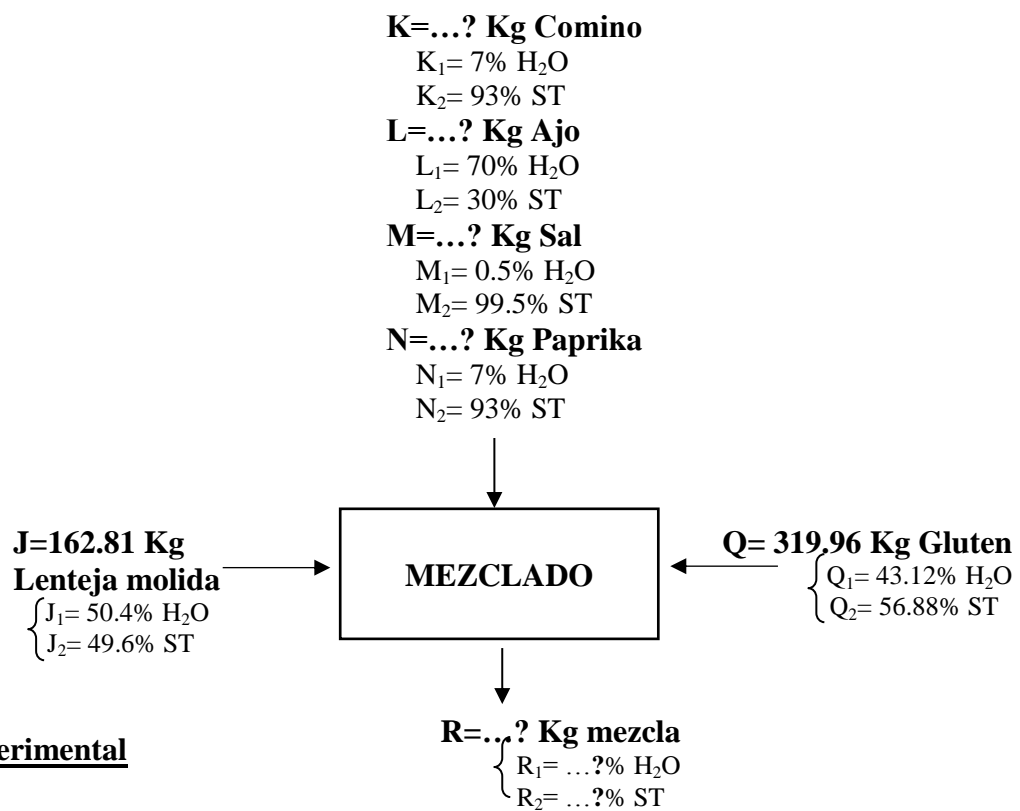 K=…? Kg Comino
K₁= 7% H₂O
K₂= 93% ST
L=…? Kg Ajo
L₁= 70% H₂O
L₂= 30% ST
M=…? Kg Sal
M₁= 0.5% H₂O
M₂= 99.5% ST
N=…? Kg Paprika
N₁= 7% H₂O
N₂= 93% ST
J=162.81 Kg
Lenteja molida
J₁= 50.4% H₂O
J₂= 49.6% ST
MEZCLADO
Q= 319.96 Kg Gluten
Q₁= 43.12% H₂O
Q₂= 56.88% ST
R=…? Kg mezcla
R₁= …?% H₂O
R₂= …?% ST
erimental